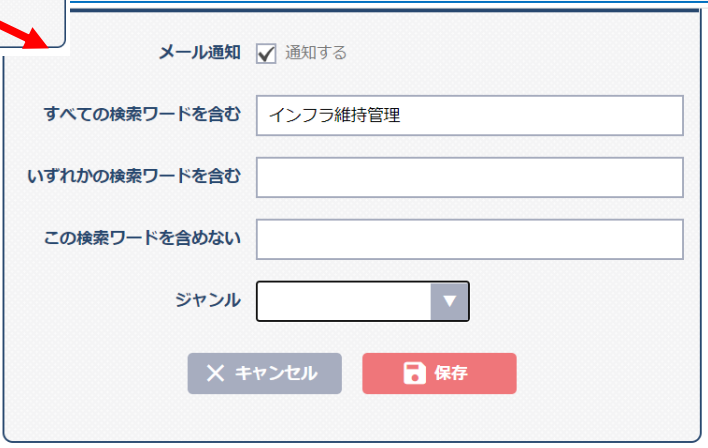 メール通知 通知する
すべての検索ワードを含む インフラ維持管理
いずれかの検索ワードを含む
この検索ワードを含めない
ジャンル
キャンセル 保存